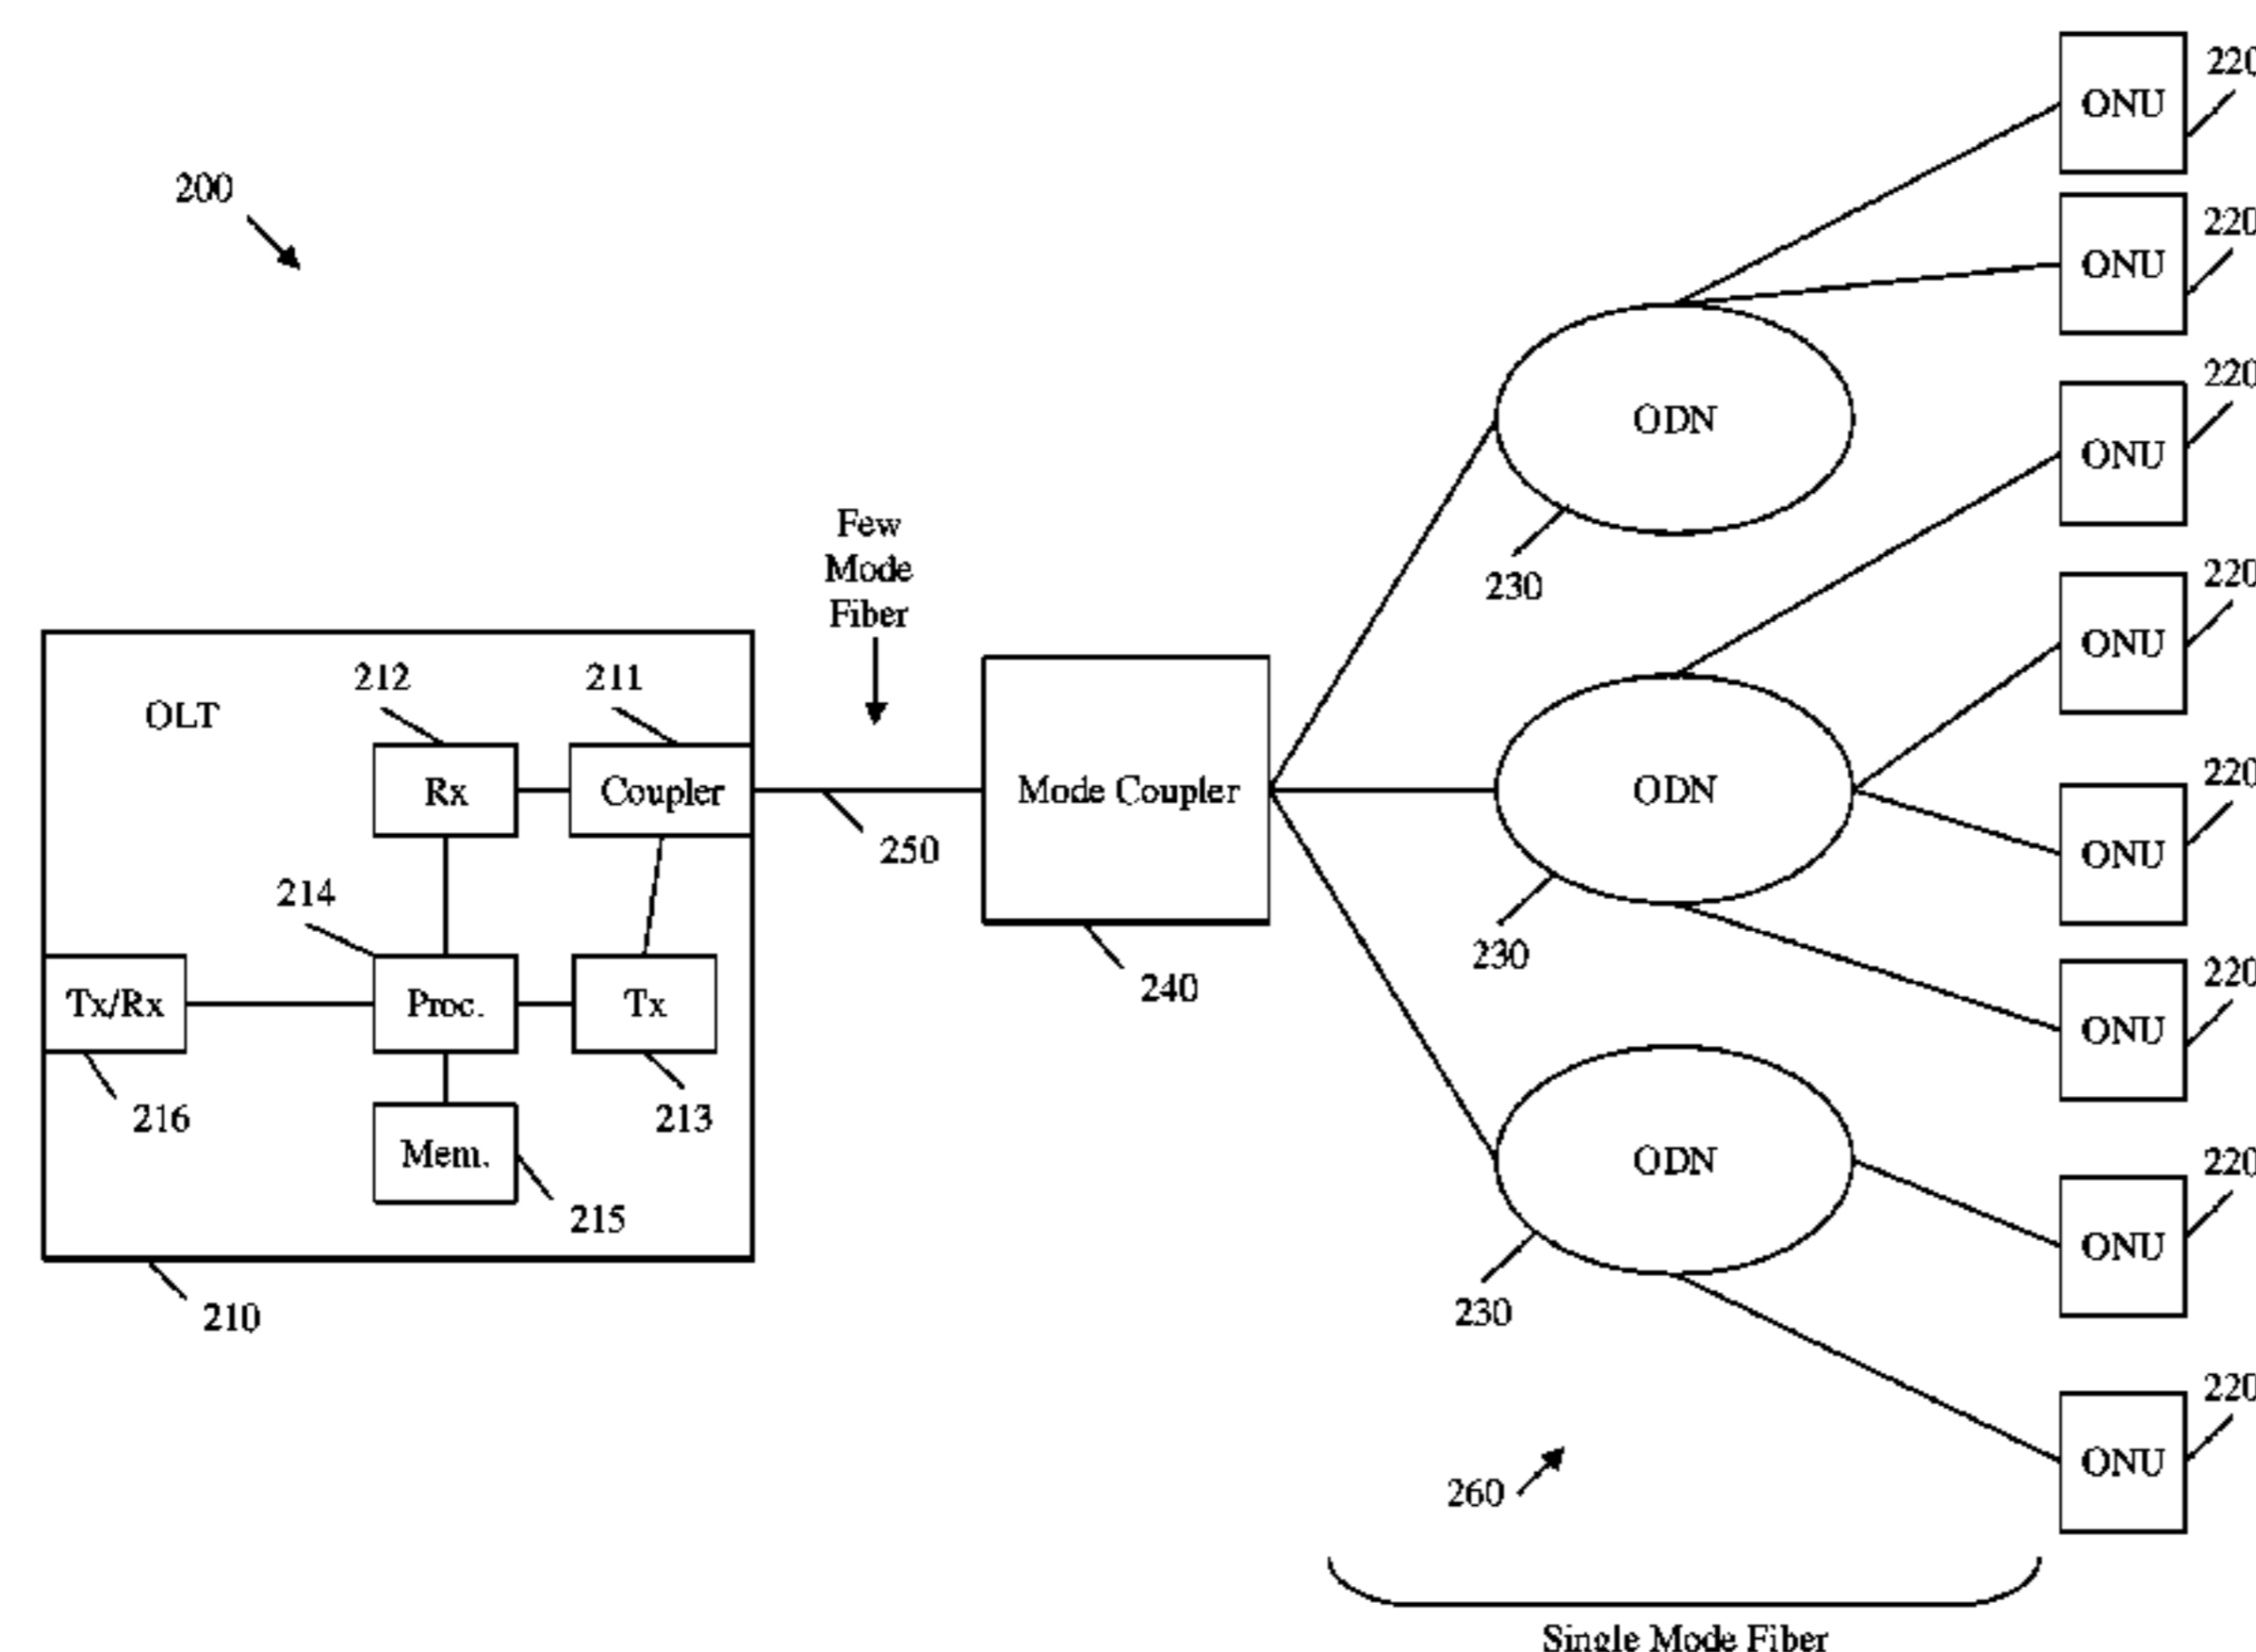 200
Few
Mode
Fiber
OLT
212
211
Rx
Coupler
250
214
Tx/Rx
Proc.
Tx
216
213
Mem.
215
210
Mode Coupler
240
ODN
230
ODN
230
ODN
230
260
Single Mode Fiber
ONU
220
ONU
220
ONU
220
ONU
220
ONU
220
ONU
220
ONU
220
ONU
220